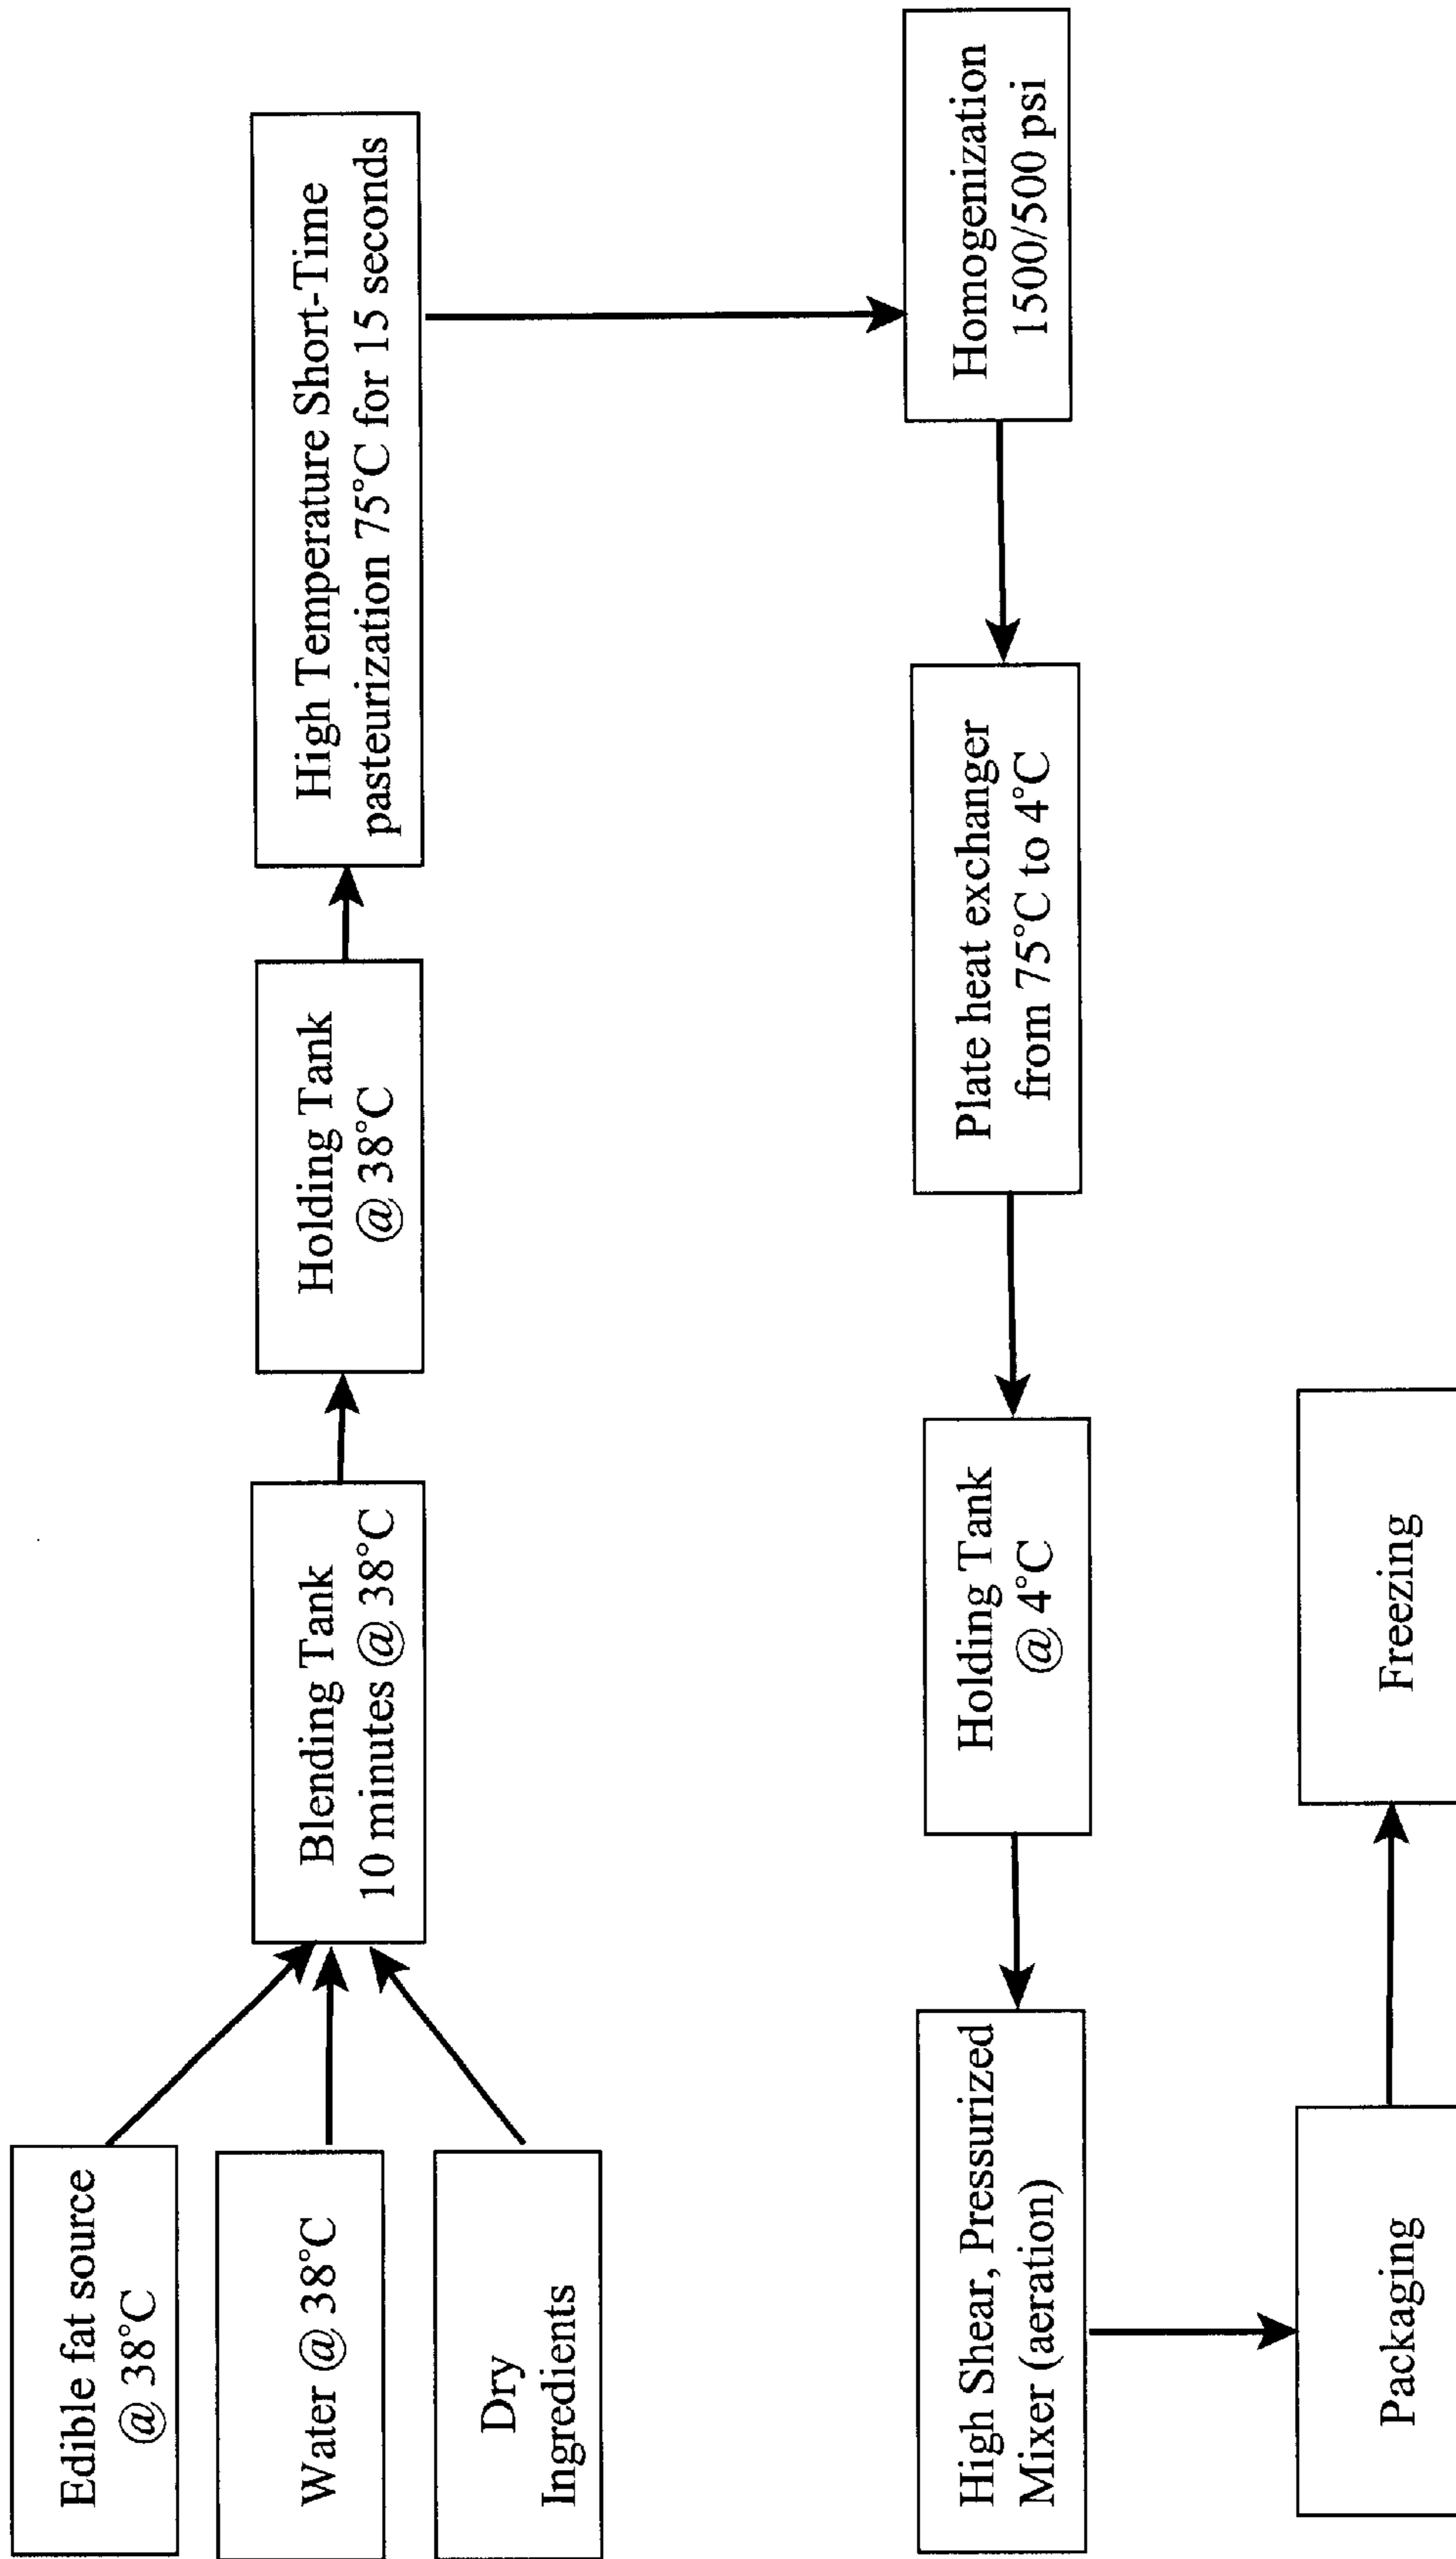 Edible fat source
@ 38°C
Water @ 38°C
Dry
Ingredients
Blending Tank
10 minutes @ 38°C
Holding Tank
@ 38°C
High Temperature Short-Time
pasteurization 75°C for 15 seconds
Homogenization
1500/500 psi
Plate heat exchanger
from 75°C to 4°C
Holding Tank
@ 4°C
High Shear, Pressurized
Mixer (aeration)
Packaging
Freezing